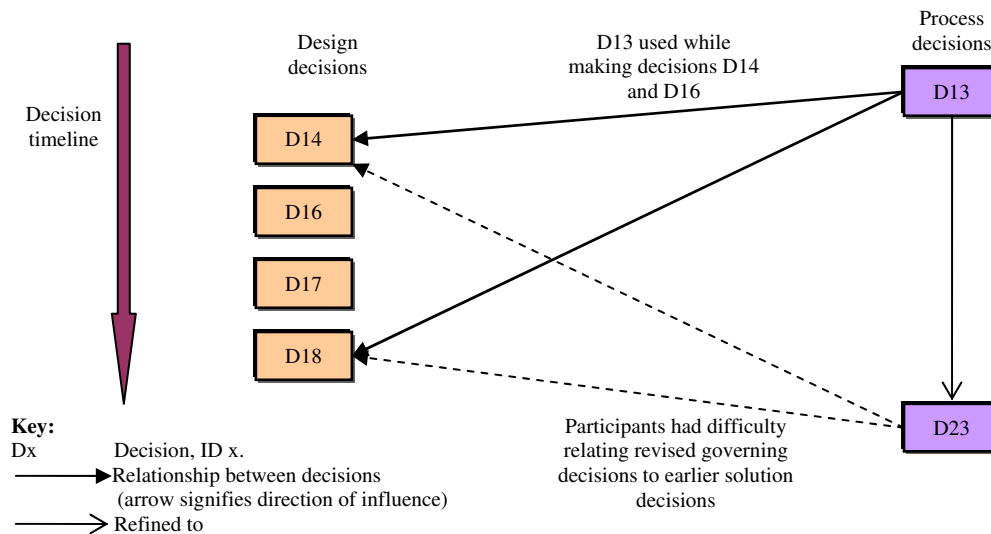 Design
decisions
D13 used while
making decisions D14
and D16
Process
decisions
Decision
timeline
D13
D14
D16
D17
D18
D23
Participants had difficulty
relating revised governing
decisions to earlier solution
decisions
Key:
Dx Decision, ID x.
Relationship between decisions
(arrow signifies direction of influence)
Refined to